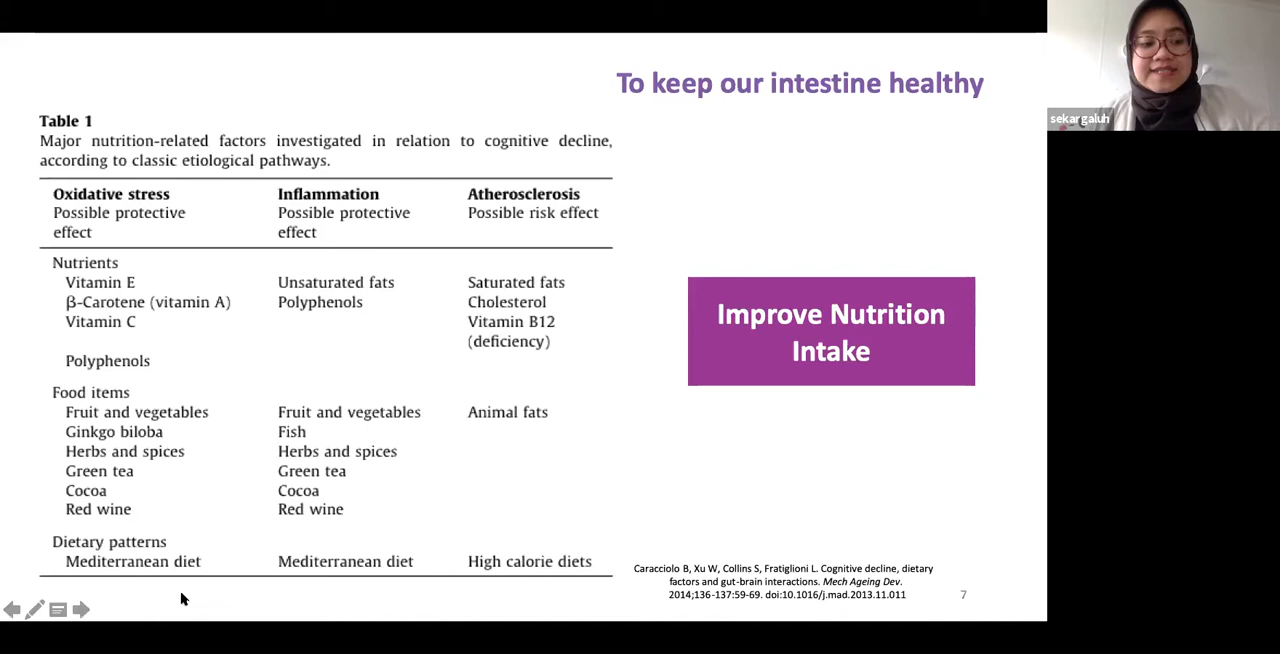 To keep our intestine healthy
sekargaluh
Table 1
Major nutrition-related factors investigated in relation to cognitive decline,
according to classic etiological pathways.
Oxidative stress Inflammation Atherosclerosis
Possible protective Possible protective Possible risk effect
effect effect
Nutrients
Vitamin E Unsaturated fats Saturated fats
β-Carotene (vitamin A) Polyphenols Cholesterol
Vitamin C Vitamin B12
(deficiency)
Polyphenols
Food items
Fruit and vegetables Fruit and vegetables Animal fats
Ginkgo biloba Fish
Herbs and spices Herbs and spices
Green tea Green tea
Cocoa Cocoa
Red wine Red wine
Dietary patterns
Mediterranean diet Mediterranean diet High calorie diets
Improve Nutrition
Intake
Caracciolo B, Xu W, Collins S, Fratiglioni L. Cognitive decline, dietary
factors and gut-brain interactions. Mech Ageing Dev.
2014;136-137:59-69. doi:10.1016/j.mad.2013.11.011
7